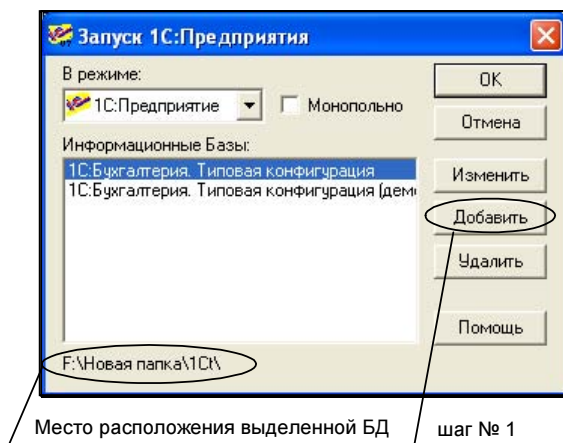 Запуск 1С:Предприятия
В режиме:
1С:Предприятие
Монопольно
Информационные Базы:
1С:Бухгалтерия. Типовая конфигурация
1С:Бухгалтерия. Типовая конфигурация (демо
OK
Отмена
Изменить
Добавить
Удалить
Помощь
F:\Новая папка\1Ct\
Место расположения выделенной БД
шаг № 1